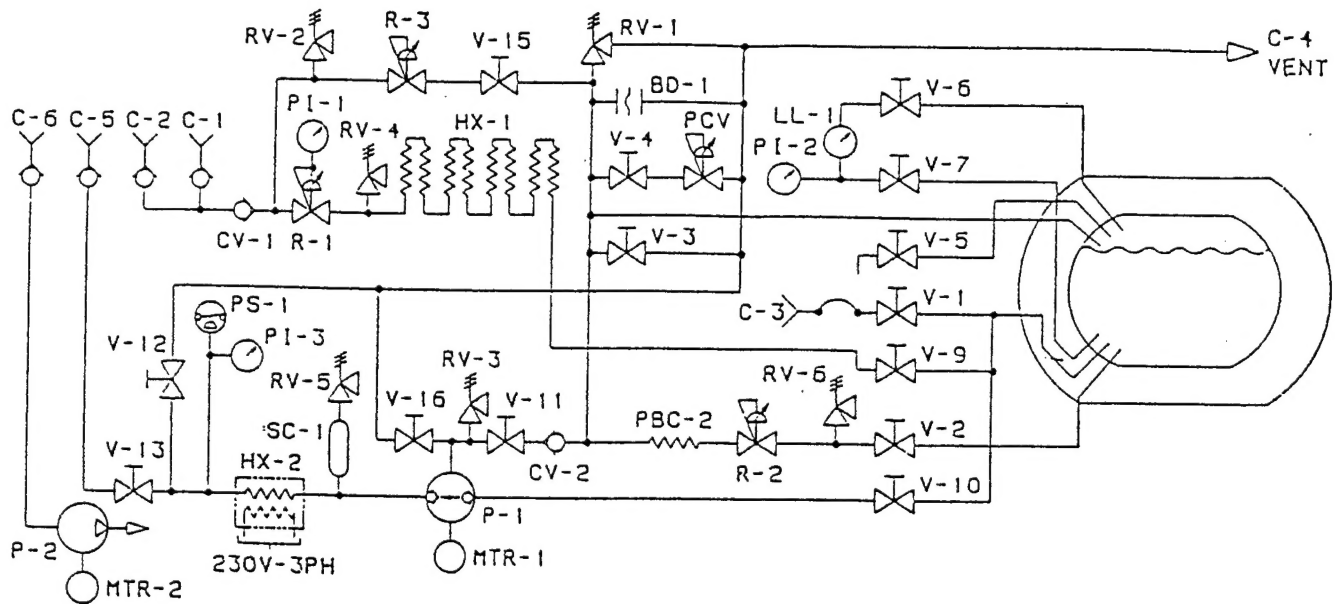 R-3
RV-2
V-15
RV-1
C-4
VENT
BD-1
V-6
C-6
C-5
C-2
C-1
PI-1
RV-4
HX-1
PCV
LL-1
V-4
PI-2
V-7
CV-1
R-1
V-3
V-5
PS-1
C-3
V-1
V-12
PI-3
RV-3
V-9
RV-5
RV-6
V-16
V-11
PBC-2
SC-1
V-2
V-13
HX-2
CV-2
R-2
V-10
P-2
P-1
230V-3PH
MTR-1
MTR-2